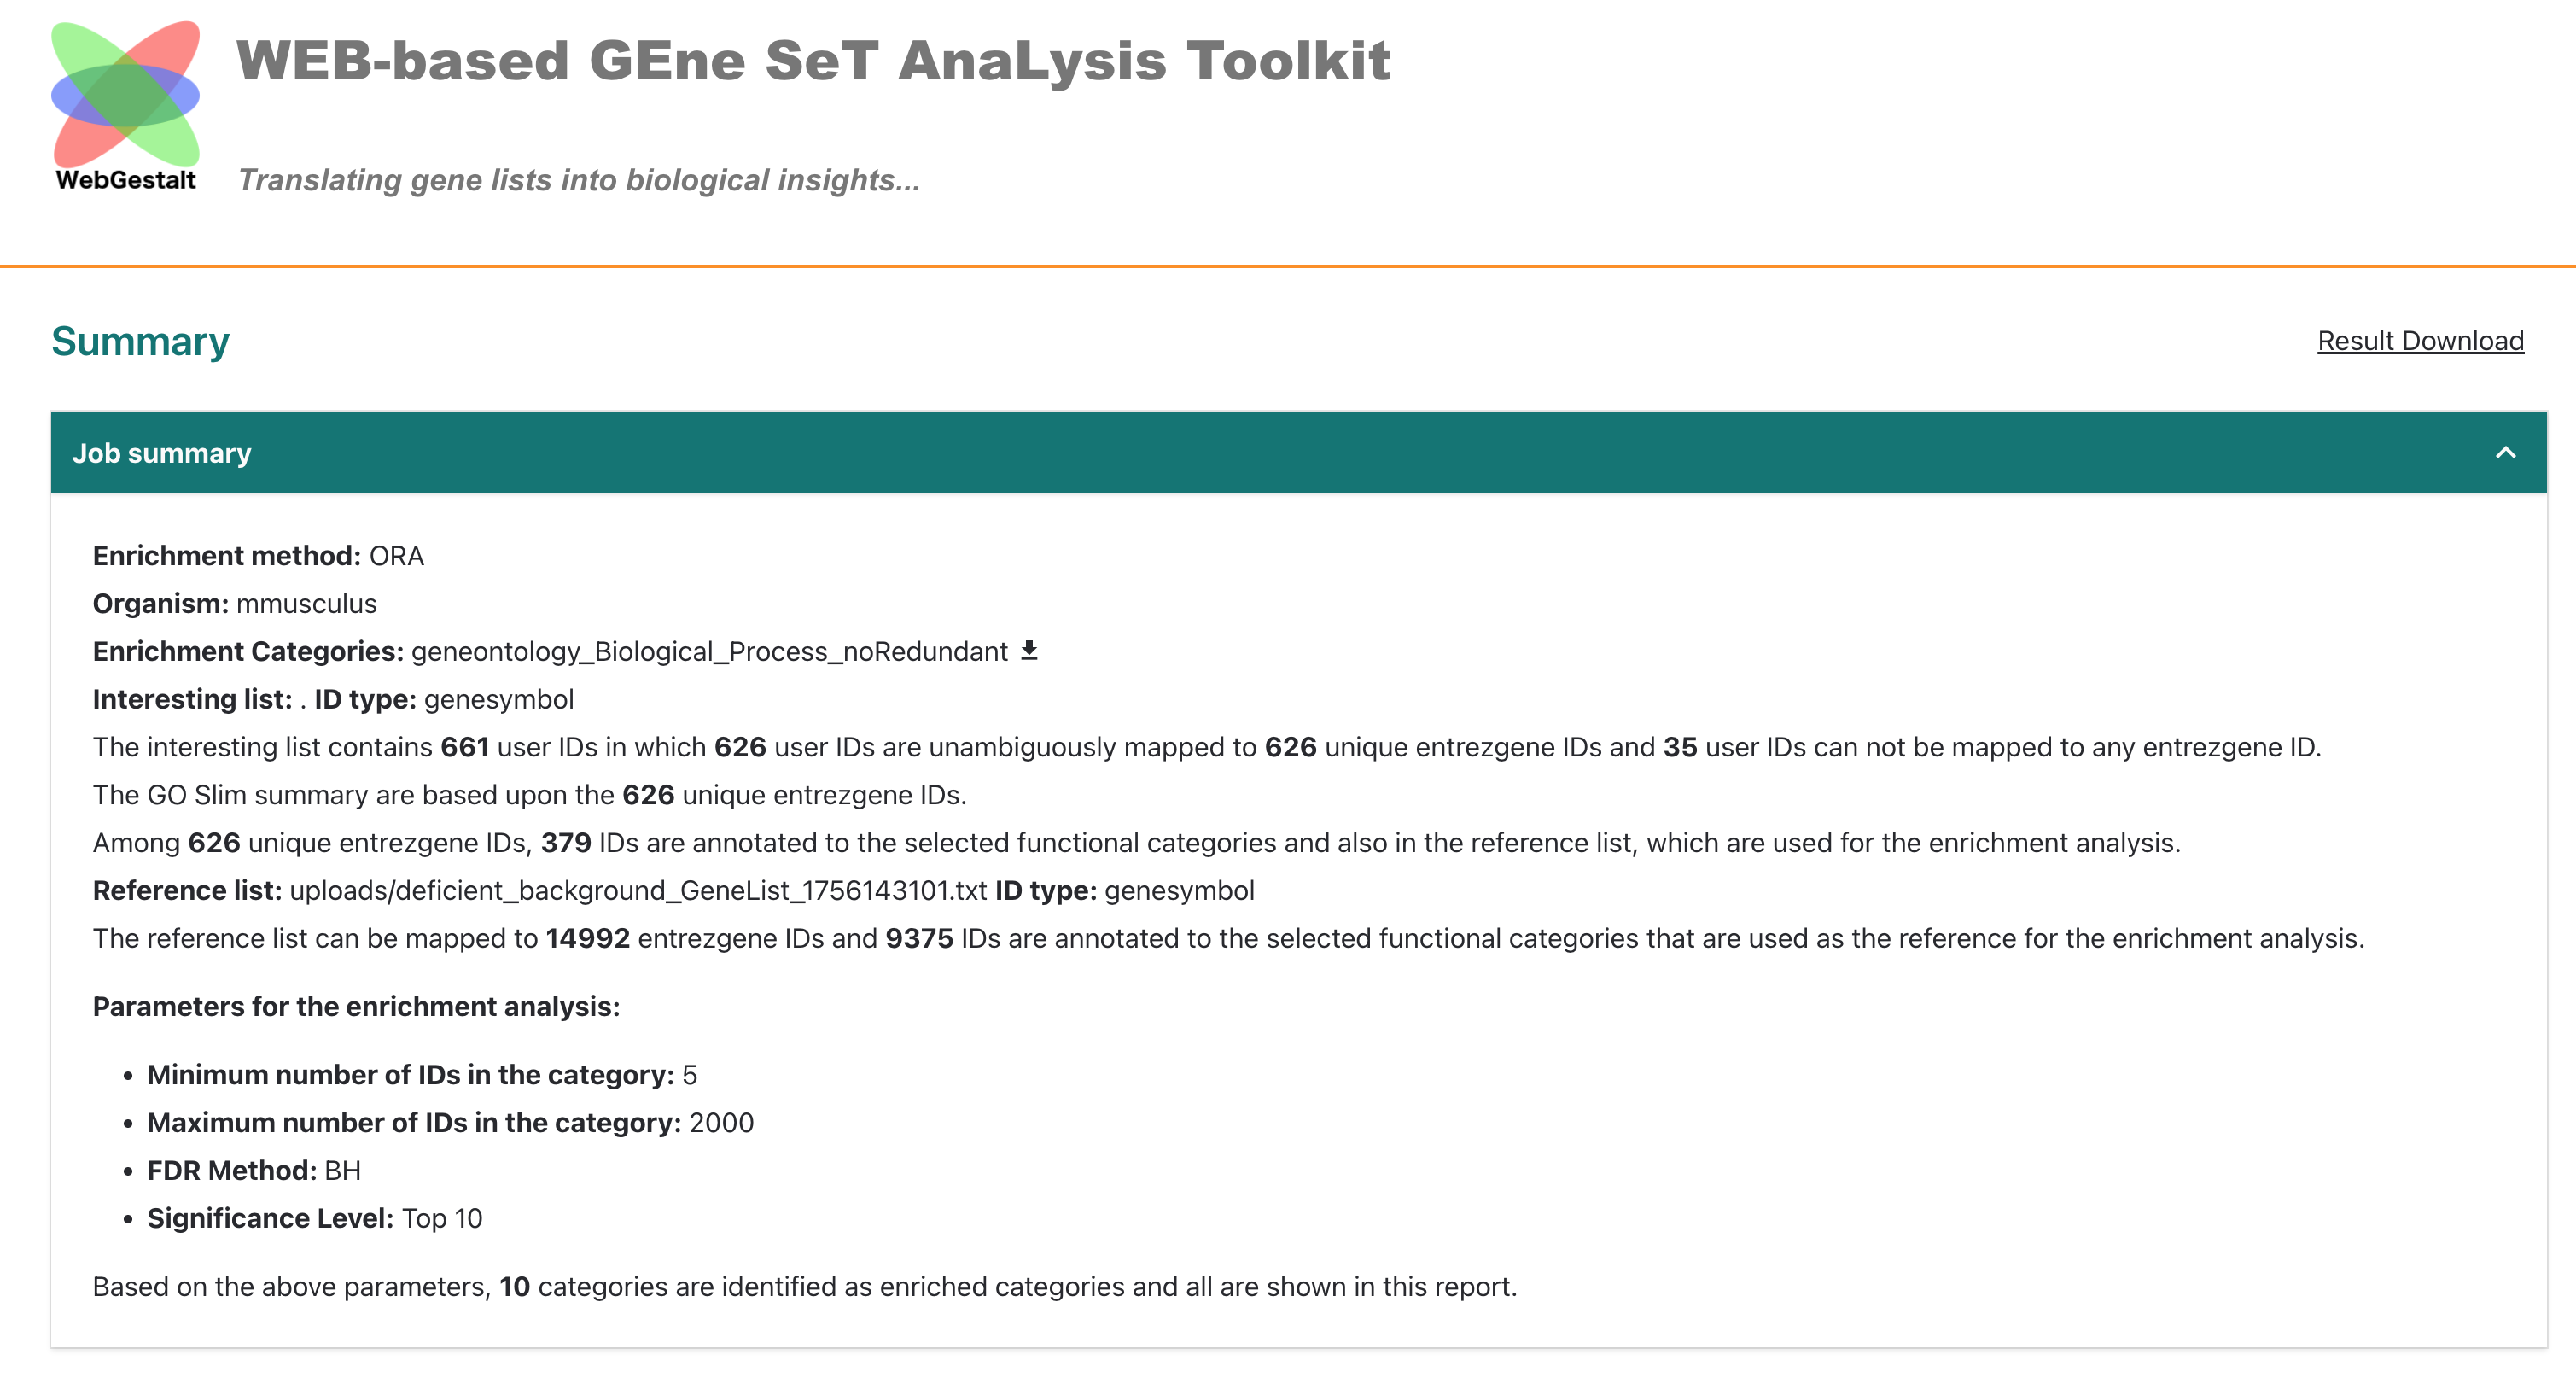 WEB-based GEne SeT AnaLysis Toolkit
WebGestalt
Translating gene lists into biological insights...
Summary
Result Download
Job summary
Enrichment method: ORA
Organism: mmusculus
Enrichment Categories: geneontology_Biological_Process_noRedundant
Interesting list: . ID type: genesymbol
The interesting list contains 661 user IDs in which 626 user IDs are unambiguously mapped to 626 unique entrezgene IDs and 35 user IDs can not be mapped to any entrezgene ID.
The GO Slim summary are based upon the 626 unique entrezgene IDs.
Among 626 unique entrezgene IDs, 379 IDs are annotated to the selected functional categories and also in the reference list, which are used for the enrichment analysis.
Reference list: uploads/deficient_background_GeneList_1756143101.txt ID type: genesymbol
The reference list can be mapped to 14992 entrezgene IDs and 9375 IDs are annotated to the selected functional categories that are used as the reference for the enrichment analysis.
Parameters for the enrichment analysis:
• Minimum number of IDs in the category: 5
• Maximum number of IDs in the category: 2000
• FDR Method: BH
• Significance Level: Top 10
Based on the above parameters, 10 categories are identified as enriched categories and all are shown in this report.